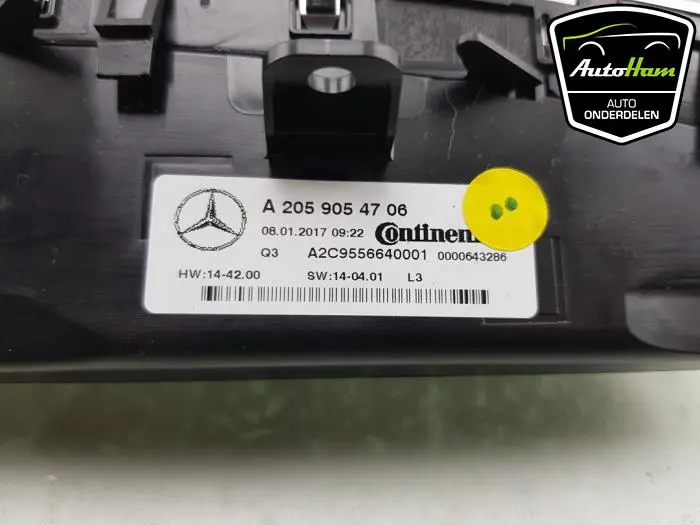 AutoHam
AUTO
ONDERDELEN
A 205 905 47 06
08.01.2017 09:22
Q3 A2C9556640001 0000643286
HW:14-42.00 SW:14-04.01 L3